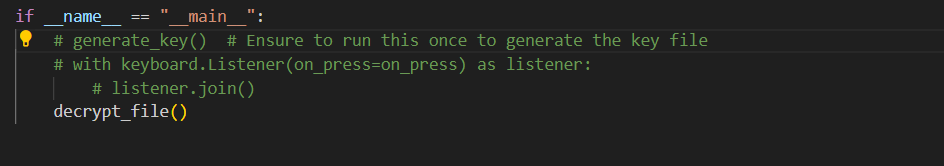 if __name__ == "__main__":
    # generate_key()  # Ensure to run this once to generate the key file
    # with keyboard.Listener(on_press=on_press) as listener:
        # listener.join()
    decrypt_file()